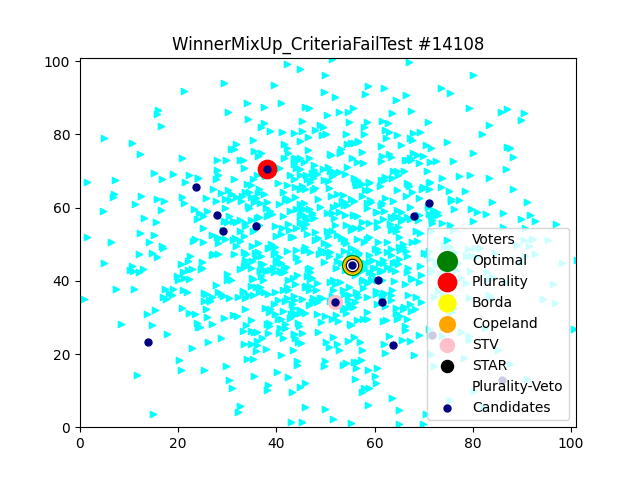 WinnerMixUp_CriteriaFailTest #14108
100
80
60
40
20
0
0 20 40 60 80 100
Voters
Optimal
Plurality
Borda
Copeland
STV
STAR
Plurality-Veto
Candidates